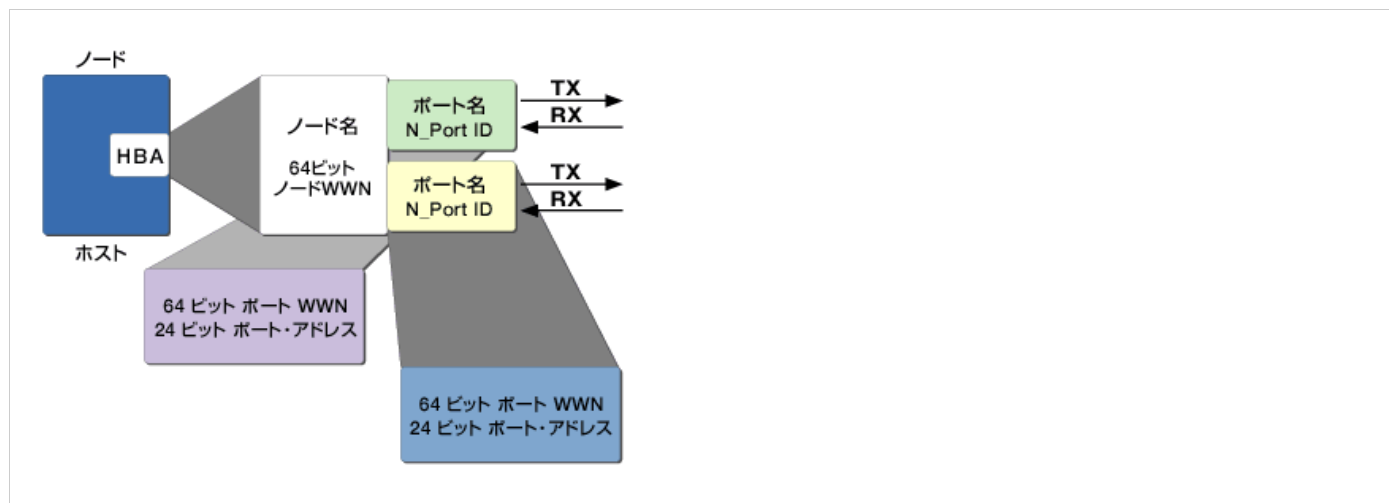 ノード
HBA
ホスト
ノード名
64ビット
ノードWWN
ポート名
N_Port ID
TX
RX
ポート名
N_Port ID
TX
RX
64 ビット ポート WWN
24 ビット ポート・アドレス
64 ビット ポート WWN
24 ビット ポート・アドレス